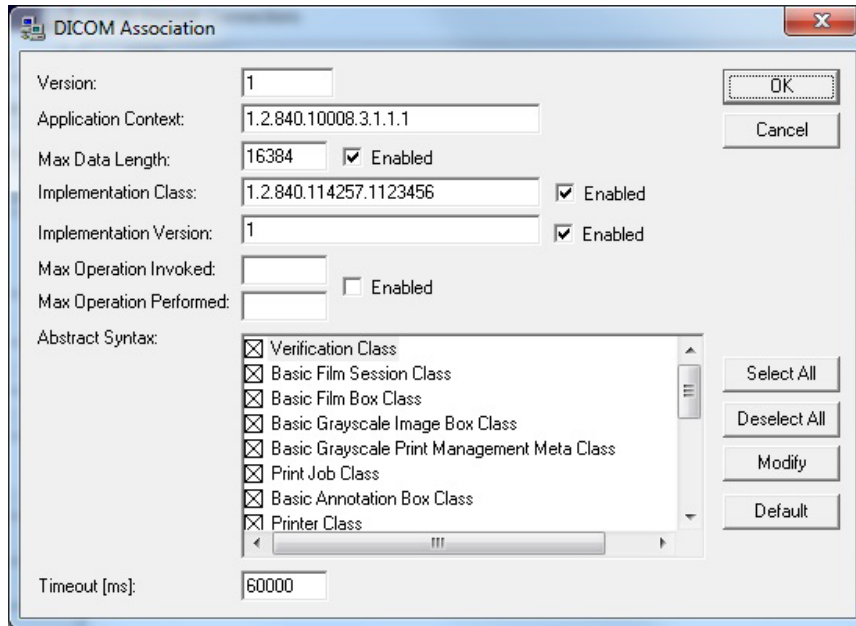 DICOM Association
Version: 1
OK
Application Context: 1.2.840.10008.3.1.1.1
Cancel
Max Data Length: 16384 Enabled
Implementation Class: 1.2.840.114257.1123456 Enabled
Implementation Version: 1 Enabled
Max Operation Invoked:
Enabled
Max Operation Performed:
Abstract Syntax:
Verification Class
Basic Film Session Class
Basic Film Box Class
Basic Grayscale Image Box Class
Basic Grayscale Print Management Meta Class
Print Job Class
Basic Annotation Box Class
Printer Class
Select All
Deselect All
Modify
Default
Timeout [ms]: 60000